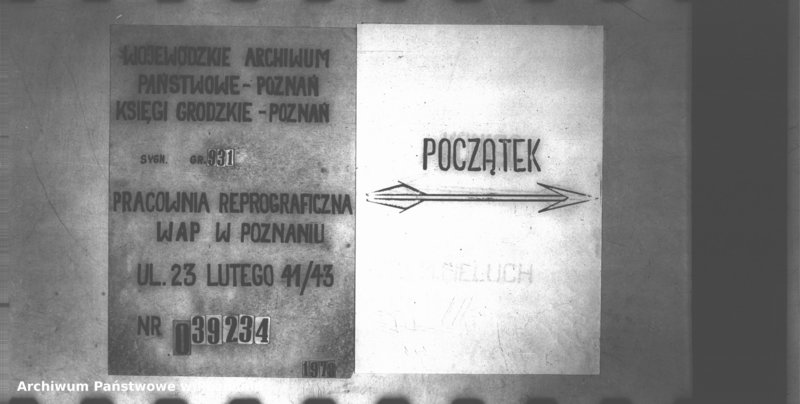 WOJEWÓDZKIE ARCHIWUM
PAŃSTWOWE - POZNAŃ
KSIĘGI GRODZKIE - POZNAŃ
SYGN. GR. 931
PRACOWNIA REPROGRAFICZNA
WAP W POZNANIU
UL. 23 LUTEGO 41/43
NR 039234
1978
POCZĄTEK
Archiwum Państwowe w